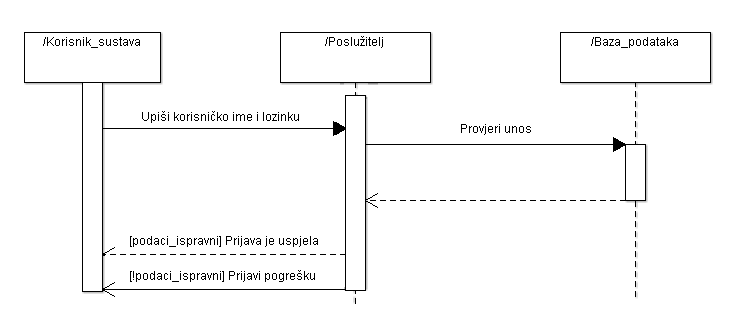 /Korisnik_sustava
/Poslužitelj
/Baza_podataka
Upiši korisničko ime i lozinku
Provjeri unos
[podaci_ispravni] Prijava je uspjela
[!podaci_ispravni] Prijavi pogrešku